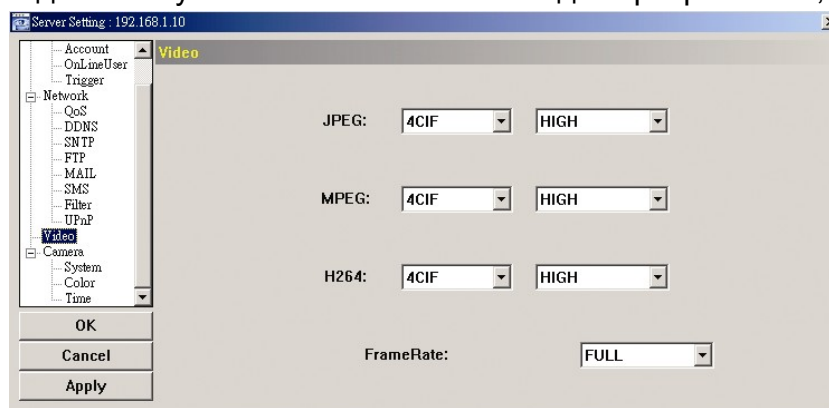 Server Setting : 192.168.1.10
Account
OnLineUser
Trigger
Network
QoS
DDNS
SNTP
FTP
MAIL
SMS
Filter
UPnP
Video
Camera
System
Color
Time
OK
Cancel
Apply
Video
JPEG: 4CIF HIGH
MPEG: 4CIF HIGH
H264: 4CIF HIGH
FrameRate: FULL